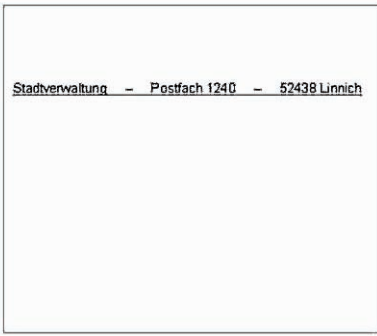 Stadtverwaltung – Postfach 1240 – 52438 Linnich